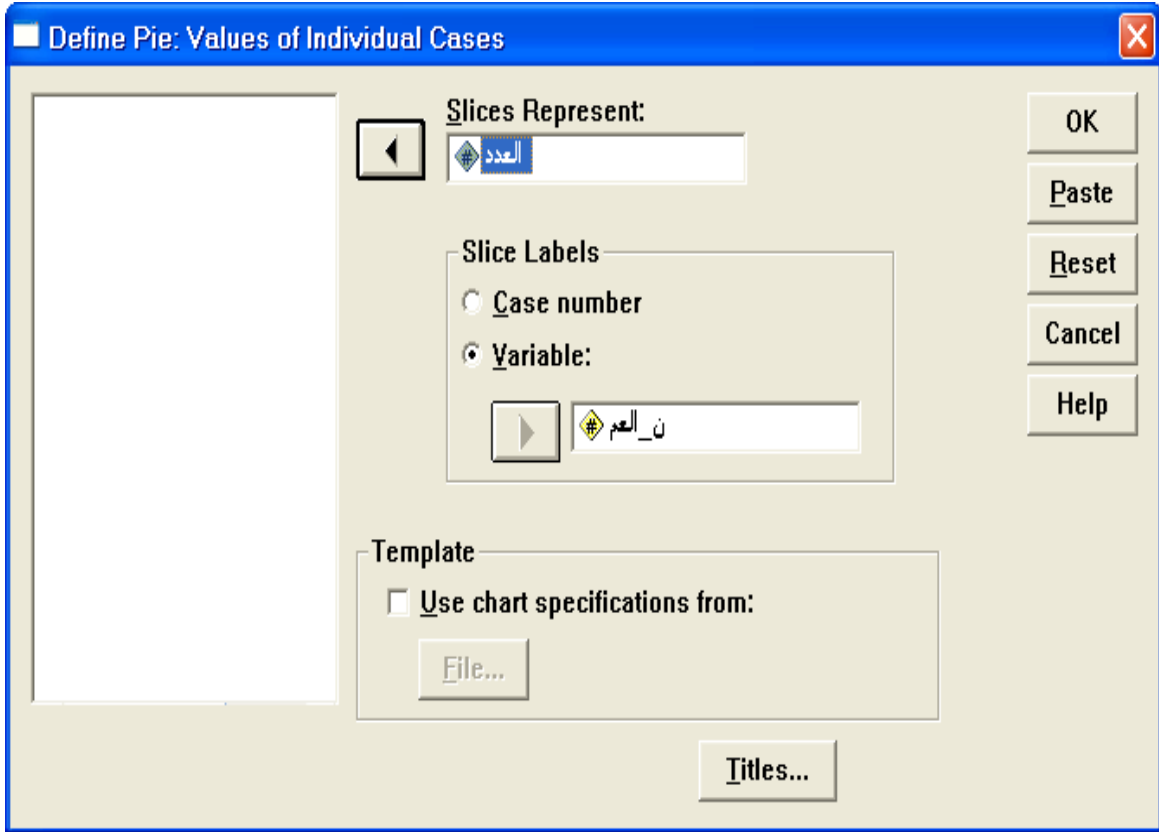 Define Pie: Values of Individual Cases
Slices Represent:
العدد
OK
Paste
Reset
Cancel
Help
Slice Labels
Case number
Variable:
ن_العم
Template
Use chart specifications from:
File...
Titles...